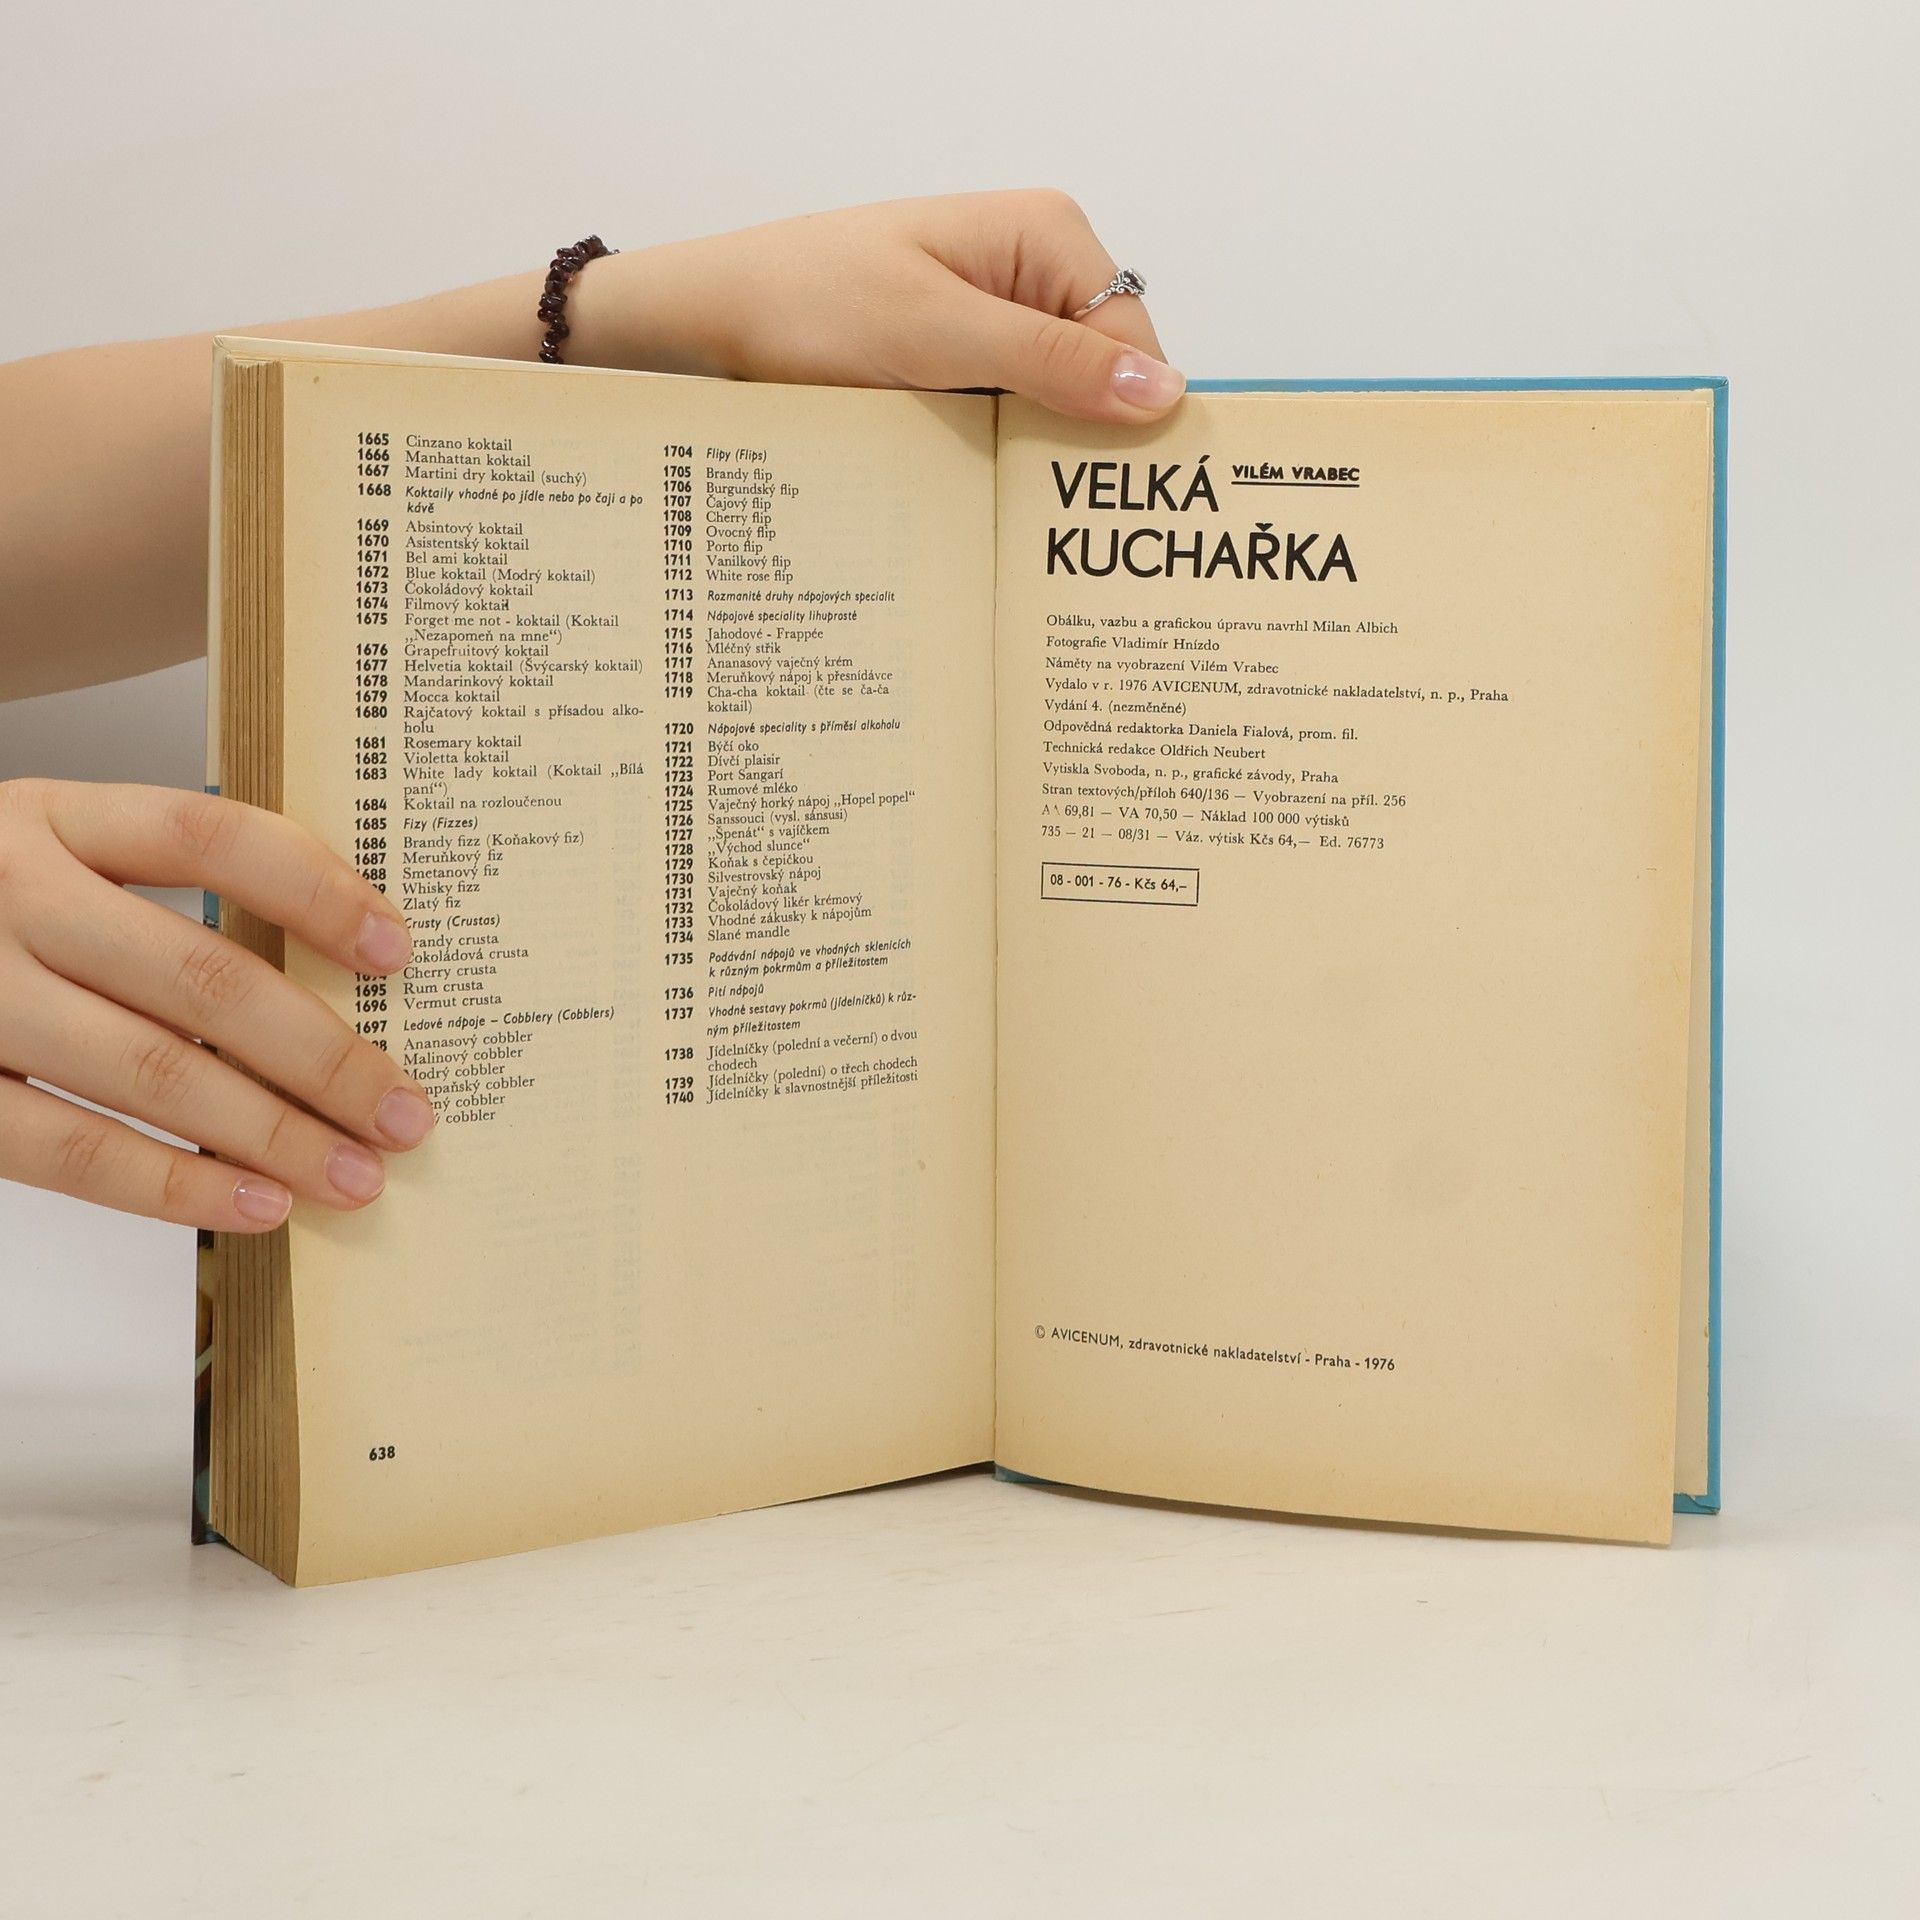 1665 Cinzano koktail
1666 Manhattan koktail
1667 Martini dry koktail (suchý)
1668 Koktaily vhodné po jídle nebo po čaji a po
kávě
1669 Absintový koktail
1670 Asistentský koktail
1671 Bel ami koktail
1672 Blue koktail (Modrý koktail)
1673 Čokoládový koktail
1674 Filmový koktail
1675 Forget me not - koktail (Koktail
„Nezapomeň na mne“)
1676 Grapefruitový koktail
1677 Helvetia koktail (Švýcarský koktail)
1678 Mandarinkový koktail
1679 Mocca koktail
1680 Rajčatový koktail s přísadou alko-
holu
1681 Rosemary koktail
1682 Violetta koktail
1683 White lady koktail (Koktail „Bílá
paní“)
1684 Koktail na rozloučenou
1685 Fizy (Fizzes)
1686 Brandy fizz (Koňakový fiz)
1687 Meruňkový fiz
1688 Smetanový fiz
Whisky fizz
Zlatý fiz
Crusty (Crustas)
randy crusta
Čokoládová crusta
Cherry crusta
1695 Rum crusta
1696 Vermut crusta
1697 Ledové nápoje – Cobblery (Cobblers)
Ananasový cobbler
Malinový cobbler
Modrý cobbler
mpaňský cobbler
ený cobbler
ý cobbler
638
1704 Flipy (Flips)
1705 Brandy flip
1706 Burgundský flip
1707 Čajový flip
1708 Cherry flip
1709 Ovocný flip
1710 Porto flip
1711 Vanilkový flip
1712 White rose flip
1713 Rozmanité druhy nápojových specialit
1714 Nápojové speciality lihuprosté
1715 Jahodové - Frappée
1716 Mléčný střik
1717 Ananasový vaječný krém
1718 Meruňkový nápoj k přesnídávce
1719 Cha-cha koktail (čte se ča-ča
koktail)
1720 Nápojové speciality s příměsí alkoholu
1721 Býčí oko
1722 Dívčí plaisir
1723 Port Sangarí
1724 Rumové mléko
1725 Vaječný horký nápoj „Hopel popel“
1726 Sanssouci (vysl. sánsusí)
1727 „Špenát“ s vajíčkem
1728 „Východ slunce“
1729 Koňak s čepičkou
1730 Silvestrovský nápoj
1731 Vaječný koňak
1732 Čokoládový likér krémový
1733 Vhodné zákusky k nápojům
1734 Slané mandle
1735 Podávání nápojů ve vhodných sklenicích
k různým pokrmům a příležitostem
1736 Pití nápojů
1737 Vhodné sestavy pokrmů (jídelníčků) k růz-
ným příležitostem
1738 Jídelníčky (polední a večerní) o dvou
chodech
1739 Jídelníčky (polední) o třech chodech
1740 Jídelníčky k slavnostnější příležitosti
VELKÁ VILÉM VRABEC
KUCHAŘKA
Obálku, vazbu a grafickou úpravu navrhl Milan Albich
Fotografie Vladimír Hnízdo
Náměty na vyobrazení Vilém Vrabec
Vydalo v r. 1976 AVICENUM, zdravotnické nakladatelství, n. p., Praha
Vydání 4. (nezměněné)
Odpovědná redaktorka Daniela Fialová, prom. fil.
Technická redakce Oldřich Neubert
Vytiskla Svoboda, n. p., grafické závody, Praha
Stran textových/příloh 640/136 — Vyobrazení na příl. 256
69,81 — VA 70,50 — Náklad 100 000 výtisků
735 — 21 — 08/31 — Váz. výtisk Kčs 64,— Ed. 76773
08 - 001 - 76 - Kčs 64,–
© AVICENUM, zdravotnické nakladatelství - Praha - 1976